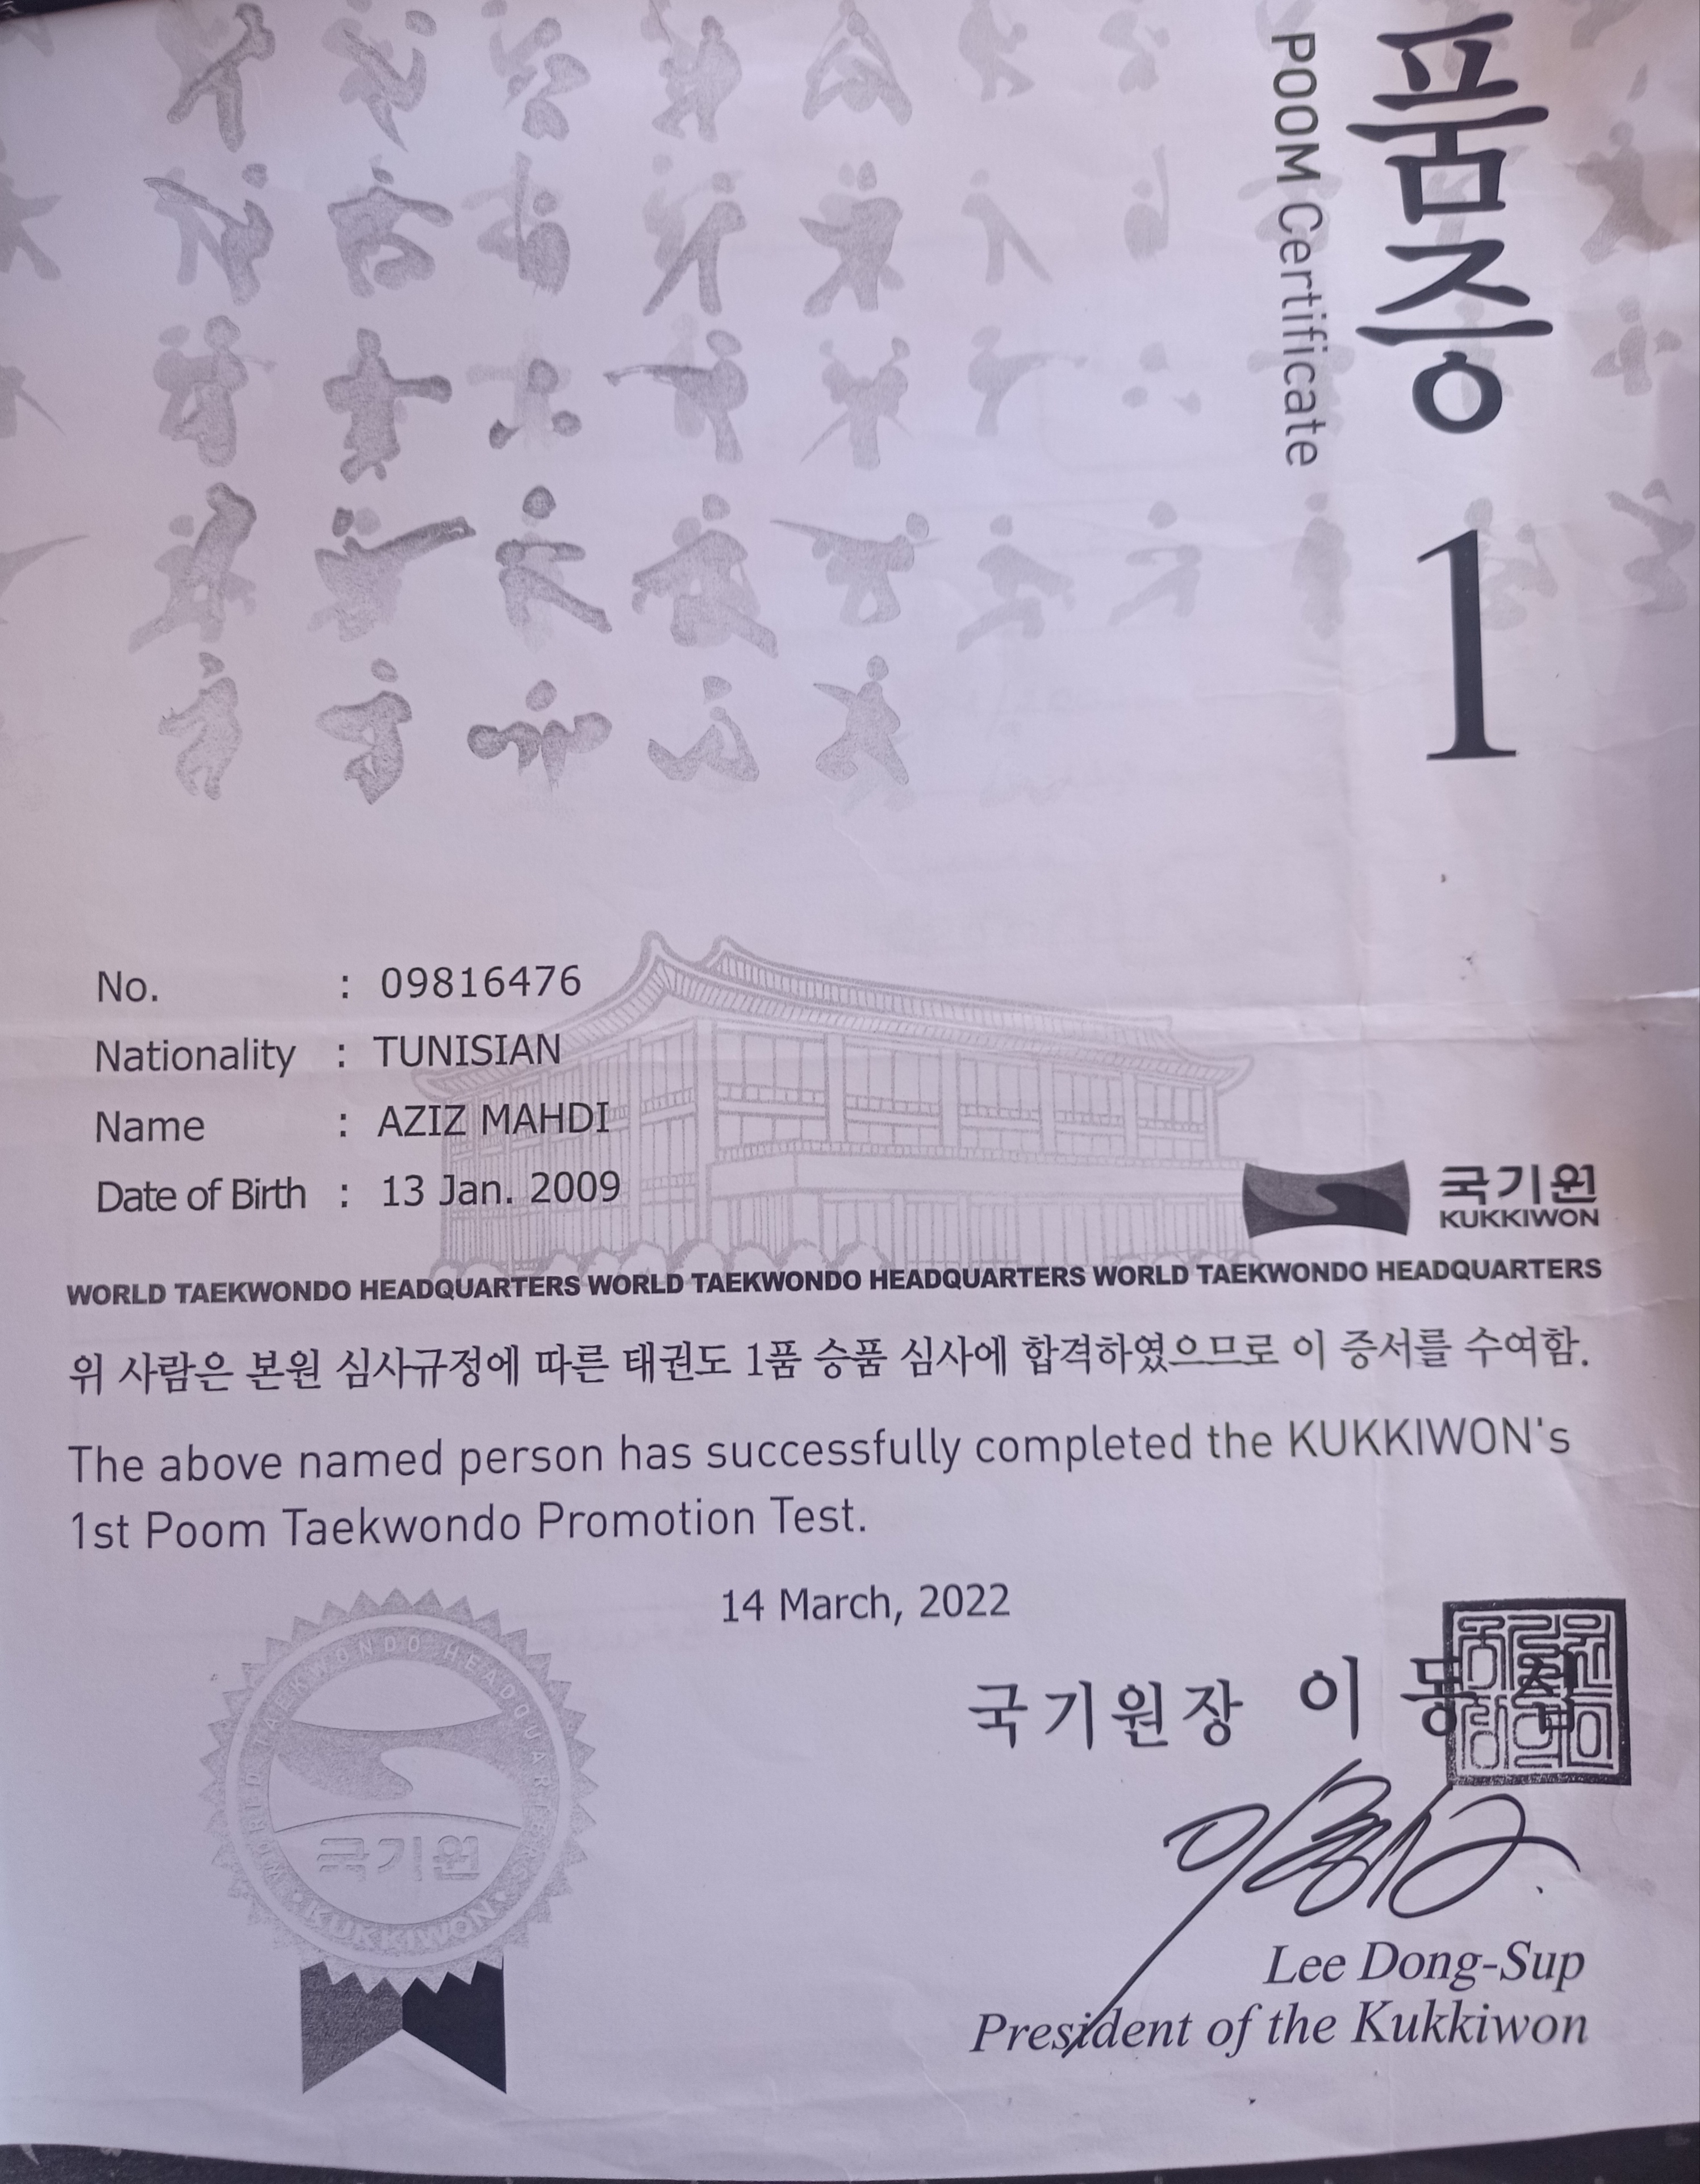 품증 1
POOM Certificate
No. : 09816476
Nationality : TUNISIAN
Name : AZIZ MAHDI
Date of Birth : 13 Jan. 2009
국기원
KUKKIWON
WORLD TAEKWONDO HEADQUARTERS WORLD TAEKWONDO HEADQUARTERS WORLD TAEKWONDO HEADQUARTERS
위 사람은 본원 심사규정에 따른 태권도 1품 승품 심사에 합격하였으므로 이 증서를 수여함.
The above named person has successfully completed the KUKKIWON's
1st Poom Taekwondo Promotion Test.
14 March, 2022
국기원장 이 동
WORLD TAEKWONDO HEADQUARTERS
국기원
• KUKKIWON •
Lee Dong-Sup
President of the Kukkiwon